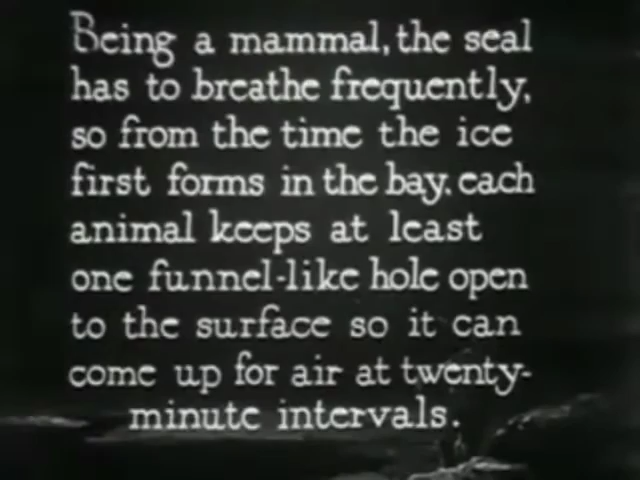 Being a mammal, the seal
has to breathe frequently,
so from the time the ice
first forms in the bay, each
animal keeps at least
one funnel-like hole open
to the surface so it can
come up for air at twenty-
minute intervals.